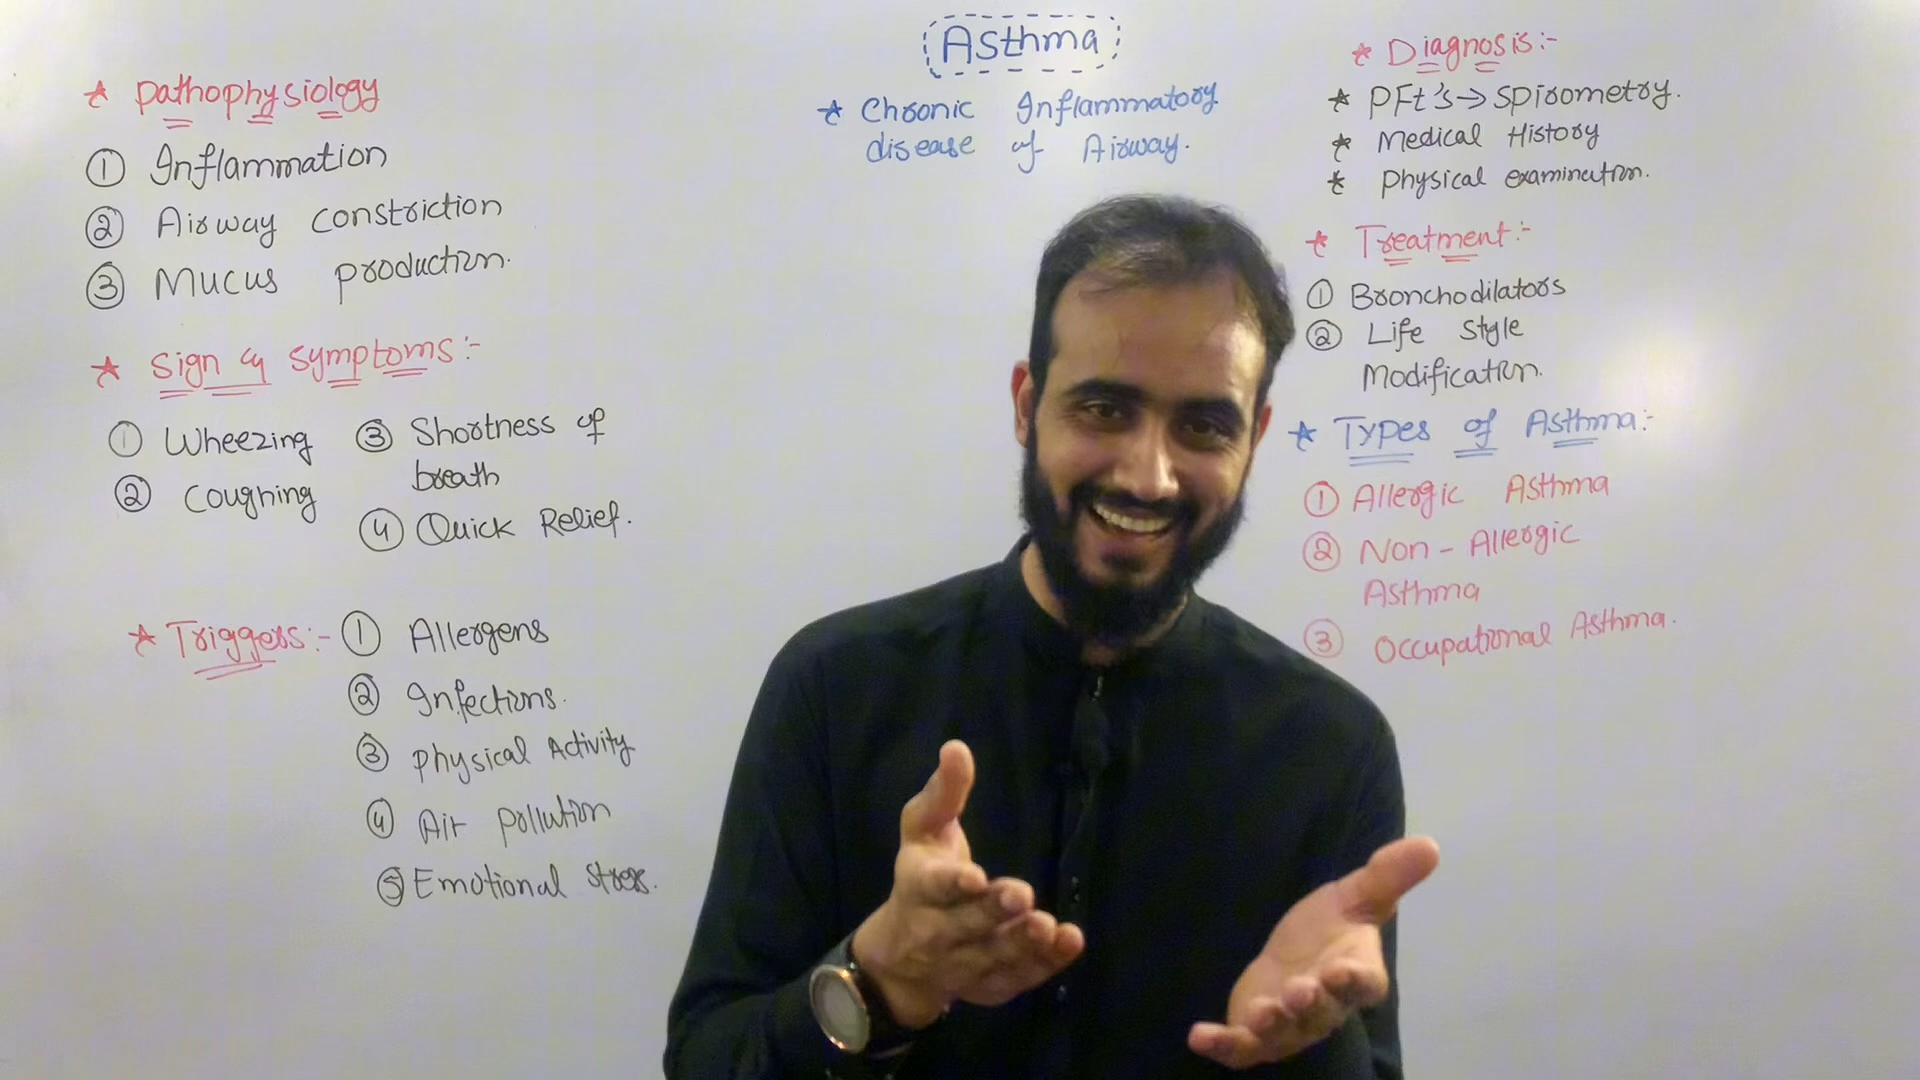 Asthma
* Chronic Inflammatory
disease of Airway.
* Pathophysiology
① Inflammation
② Airway constriction
③ Mucus production.
* Sign & Symptoms:-
① Wheezing
② Coughing
③ Shortness of
breath
④ Quick Relief.
* Triggers:-
① Allergens
② Infections.
③ Physical Activity
④ Air pollution
⑤ Emotional Stress.
* Diagnosis:-
* PFt's → Spirometry.
* Medical History
* Physical examination.
* Treatment:-
① Bronchodilators
② Life Style
Modification.
* Types of Asthma:-
① Allergic Asthma
② Non-Allergic
Asthma
③ Occupational Asthma.